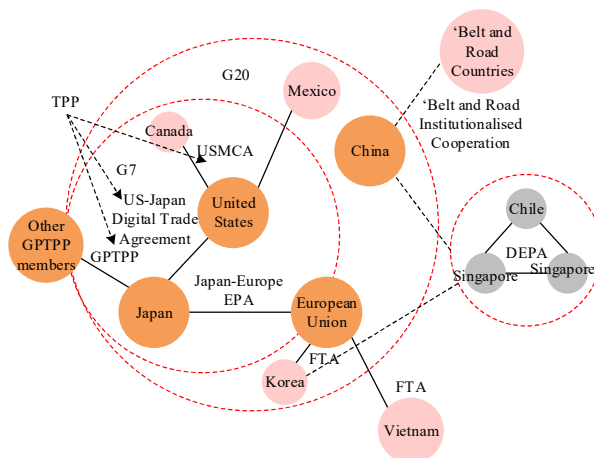 ‘Belt and
Road
Countries
G20
Mexico
TPP
‘Belt and Road
Institutionalised
Cooperation
Canada
USMCA
China
G7
US-Japan
Digital Trade
Agreement
United
States
Chile
Other
GPTPP
members
GPTPP
DEPA
Singapore
Singapore
Japan-Europe
EPA
Japan
European
Union
FTA
Korea
FTA
Vietnam